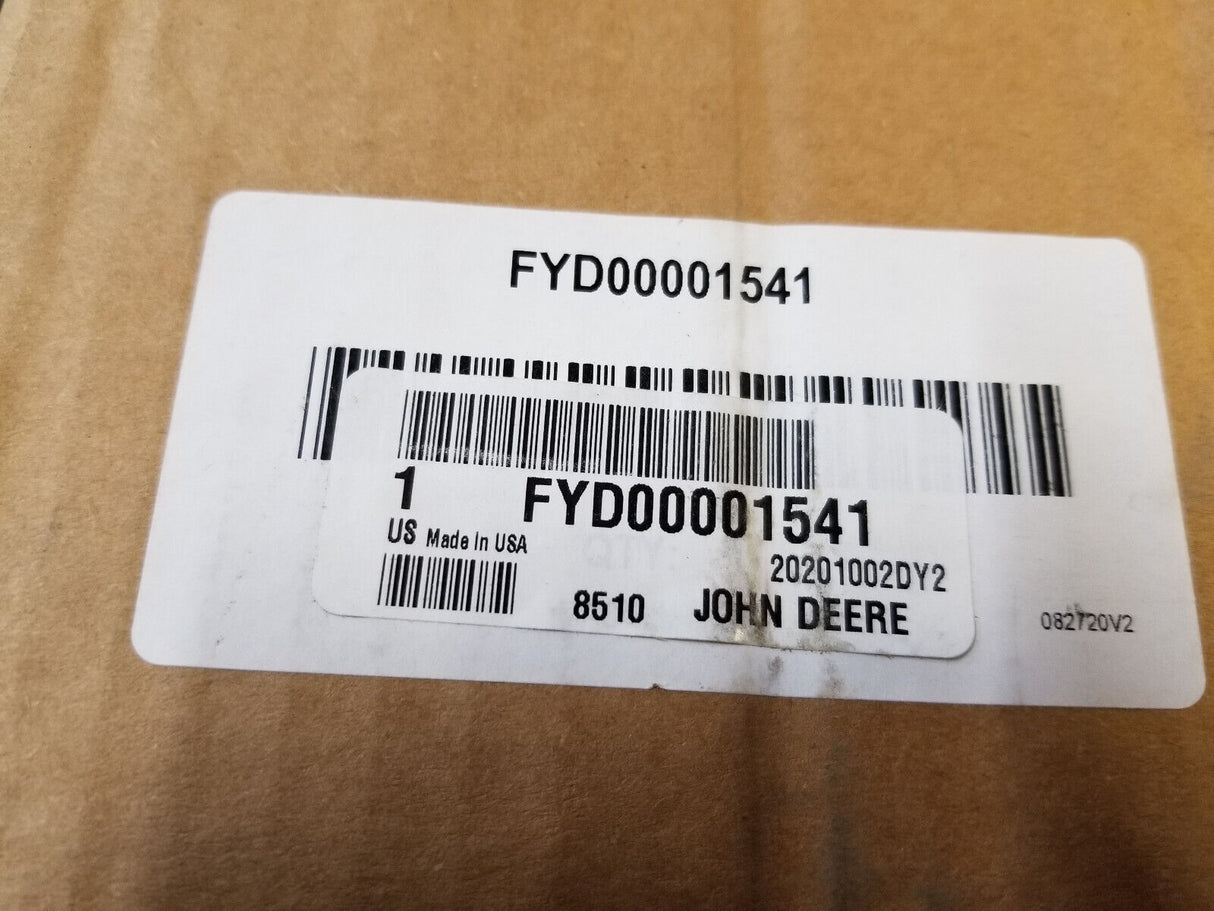 FYD00001541
1 FYD00001541
US Made In USA
20201002DY2
8510 JOHN DEERE
082720V2